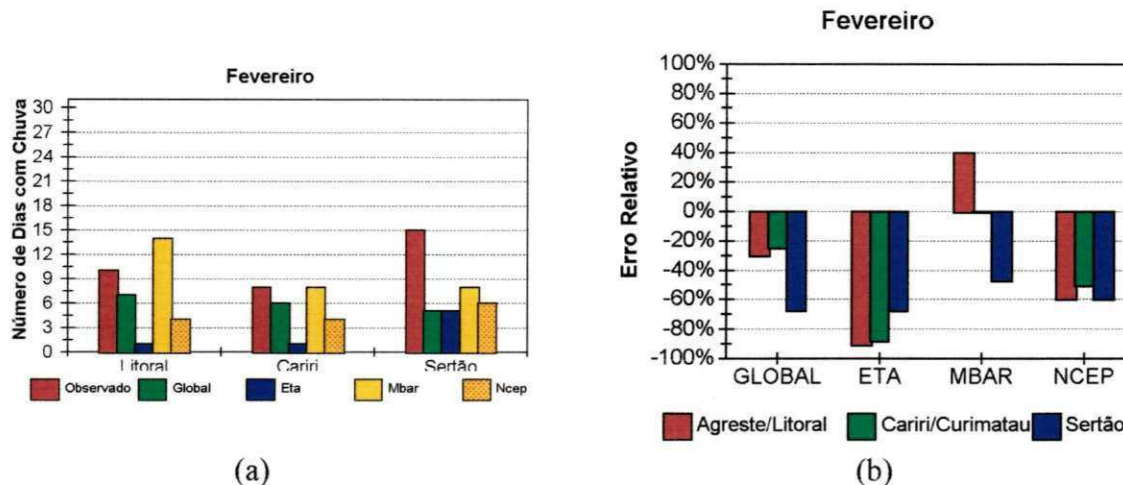 Fevereiro
Número de Dias com Chuva
30
27
24
21
18
15
12
9
6
3
0
Litoral Cariri Sertão
Observado Global Eta Mbar Ncep
(a)
Fevereiro
Erro Relativo
100%
80%
60%
40%
20%
0%
-20%
-40%
-60%
-80%
-100%
GLOBAL ETA MBAR NCEP
Agreste/Litoral Cariri/Curimatau Sertão
(b)